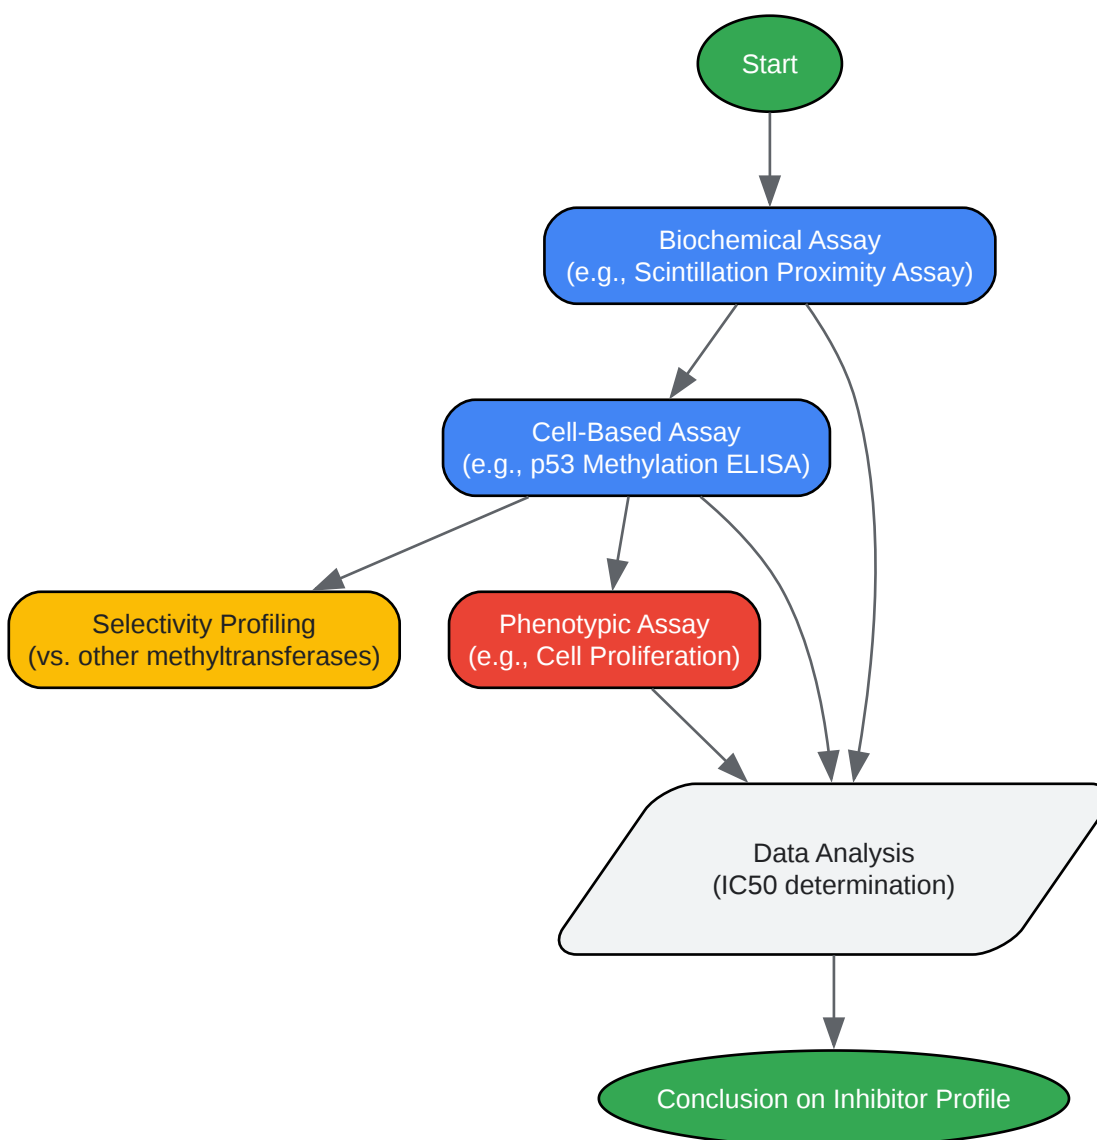 Start
Biochemical Assay
(e.g., Scintillation Proximity Assay)
Cell-Based Assay
(e.g., p53 Methylation ELISA)
Selectivity Profiling
(vs. other methyltransferases)
Phenotypic Assay
(e.g., Cell Proliferation)
Data Analysis
(IC50 determination)
Conclusion on Inhibitor Profile